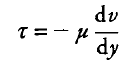 τ = − μ dv/dy